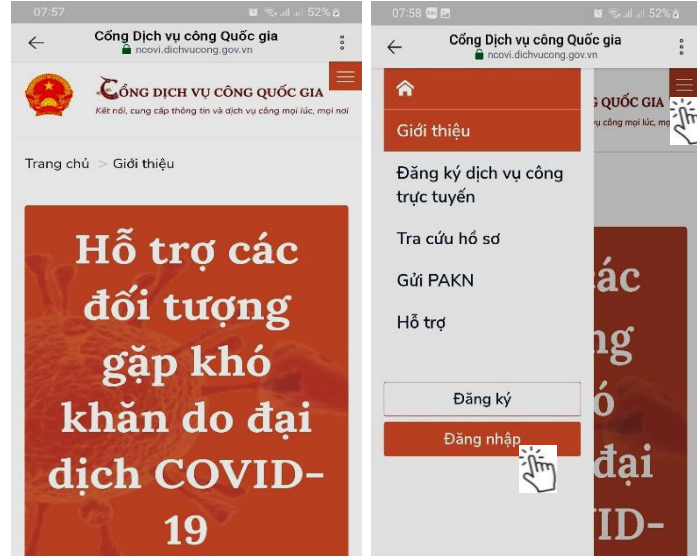 07:57
52%
Cổng Dịch vụ công Quốc gia
ncovi.dichvucong.gov.vn
CỔNG DỊCH VỤ CÔNG QUỐC GIA
Kết nối, cung cấp thông tin và dịch vụ công mọi lúc, mọi nơi
Trang chủ > Giới thiệu
Hỗ trợ các
đối tượng
gặp khó
khăn do đại
dịch COVID-
19
07:58
52%
Cổng Dịch vụ công Quốc gia
ncovi.dichvucong.gov.vn
QUỐC GIA
vụ công mọi lúc,
Giới thiệu
Đăng ký dịch vụ công
trực tuyến
Tra cứu hồ sơ
Gửi PAKN
Hỗ trợ
Đăng ký
Đăng nhập
ác
ng
ó
đại
ID-